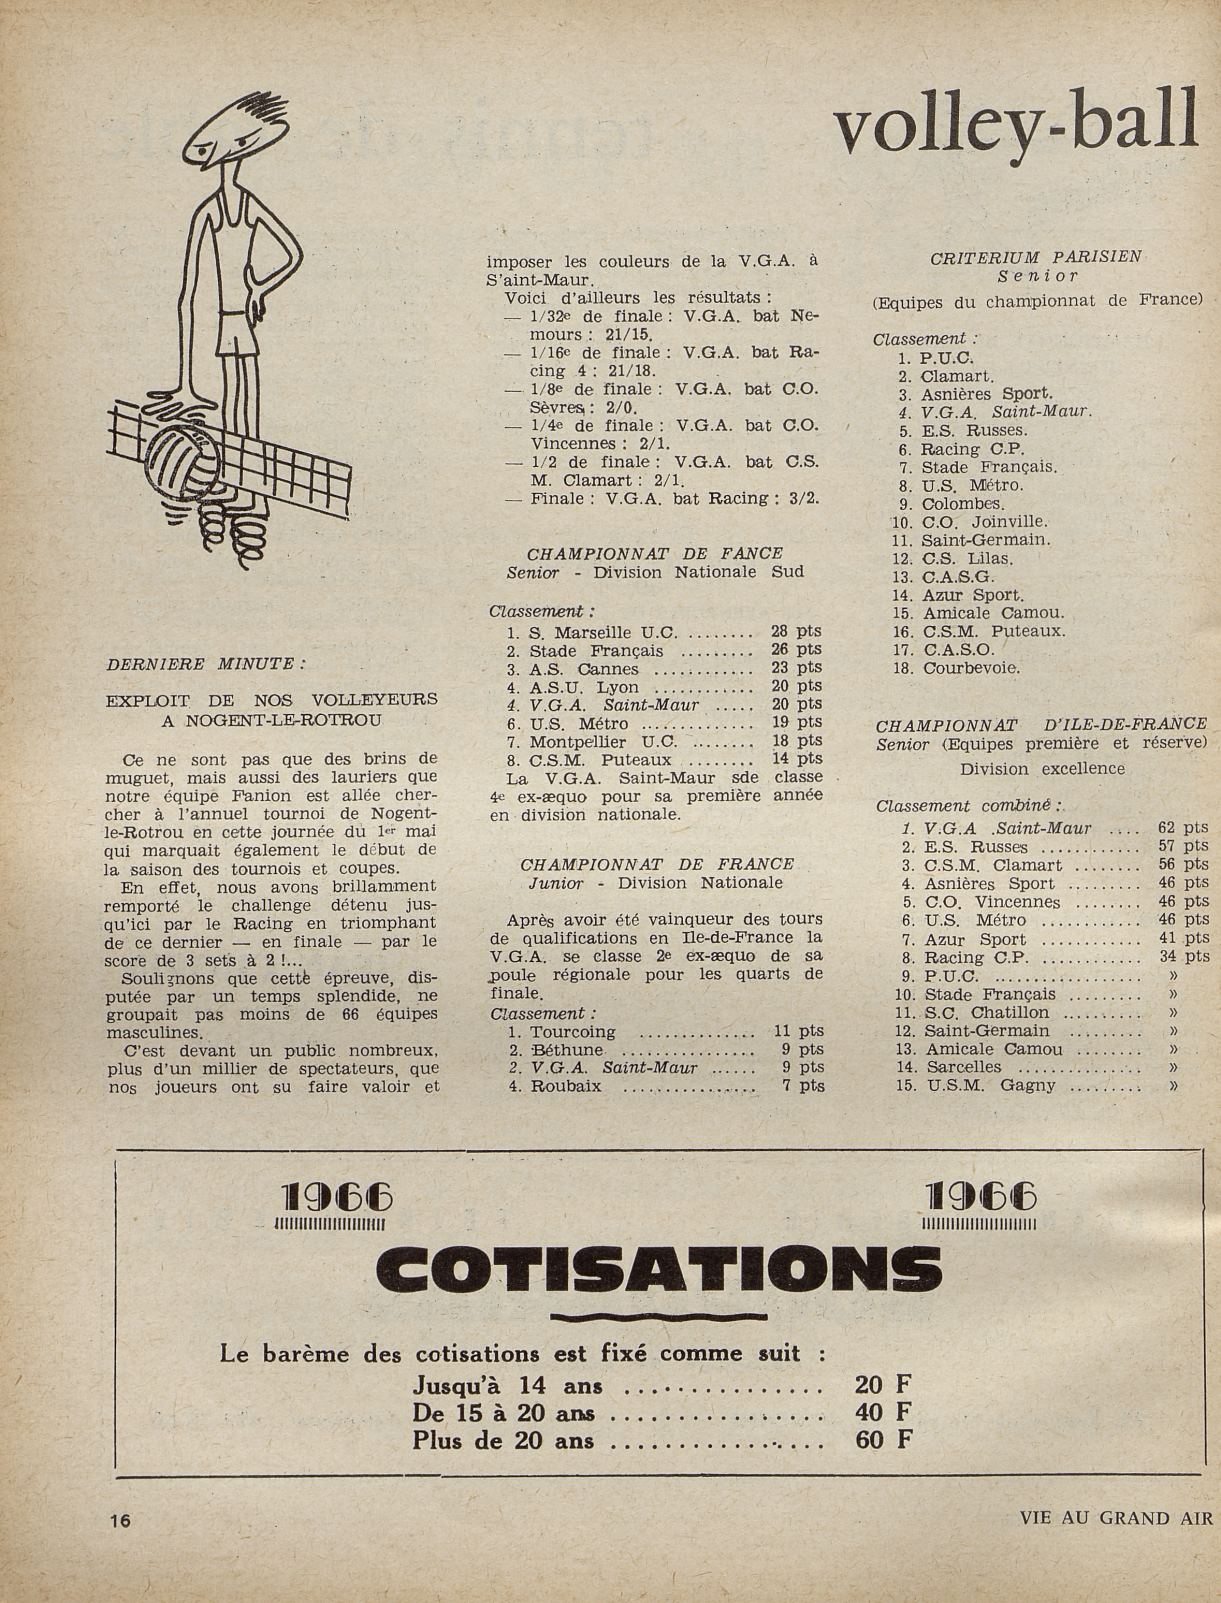 volley-ball
DERNIERE MINUTE :
EXPLOIT DE NOS VOLLEYEURS
A NOGENT-LE-ROTROU
Ce ne sont pas que des brins de
muguet, mais aussi des lauriers que
notre équipe Fanion est allée cher-
cher à l'annuel tournoi de Nogent-
le-Rotrou en cette journée du 1er mai
qui marquait également le début de
la saison des tournois et coupes.
En effet, nous avons brillamment
remporté le challenge détenu jus-
qu'ici par le Racing en triomphant
de ce dernier — en finale — par le
score de 3 sets à 2 !...
Soulignons que cette épreuve, dis-
putée par un temps splendide, ne
groupait pas moins de 66 équipes
masculines.
C'est devant un public nombreux,
plus d'un millier de spectateurs, que
nos joueurs ont su faire valoir et
imposer les couleurs de la V.G.A. à
S'aint-Maur.
Voici d'ailleurs les résultats :
— 1/32e de finale : V.G.A. bat Ne-
mours : 21/15.
— 1/16e de finale : V.G.A. bat Ra-
cing 4 : 21/18.
— 1/8e de finale : V.G.A. bat C.O.
Sèvres : 2/0.
— 1/4e de finale : V.G.A. bat C.O.
Vincennes : 2/1.
— 1/2 de finale : V.G.A. bat C.S.
M. Clamart : 2/1.
— Finale : V.G.A. bat Racing : 3/2.
CHAMPIONNAT DE FANCE
Senior - Division Nationale Sud
Classement :
1. S. Marseille U.C. ........ 28 pts
2. Stade Français ......... 26 pts
3. A.S. Cannes ............ 23 pts
4. A.S.U. Lyon ............ 20 pts
4. V.G.A. Saint-Maur ..... 20 pts
6. U.S. Métro ............. 19 pts
7. Montpellier U.C. ........ 18 pts
8. C.S.M. Puteaux ........ 14 pts
La V.G.A. Saint-Maur sde classe
4e ex-æquo pour sa première année
en division nationale.
CHAMPIONNAT DE FRANCE
Junior - Division Nationale
Après avoir été vainqueur des tours
de qualifications en Ile-de-France la
V.G.A. se classe 2e ex-æquo de sa
poule régionale pour les quarts de
finale.
Classement :
1. Tourcoing .............. 11 pts
2. Béthune ................ 9 pts
2. V.G.A. Saint-Maur ...... 9 pts
4. Roubaix ................ 7 pts
CRITERIUM PARISIEN
Senior
(Equipes du championnat de France)
Classement :
1. P.U.C.
2. Clamart.
3. Asnières Sport.
4. V.G.A. Saint-Maur.
5. E.S. Russes.
6. Racing C.P.
7. Stade Français.
8. U.S. Métro.
9. Colombes.
10. C.O. Joinville.
11. Saint-Germain.
12. C.S. Lilas.
13. C.A.S.G.
14. Azur Sport.
15. Amicale Camou.
16. C.S.M. Puteaux.
17. C.A.S.O.
18. Courbevoie.
CHAMPIONNAT D'ILE-DE-FRANCE
Senior (Equipes première et réserve)
Division excellence
Classement combiné :
1. V.G.A .Saint-Maur .... 62 pts
2. E.S. Russes ............ 57 pts
3. C.S.M. Clamart ........ 56 pts
4. Asnières Sport ......... 46 pts
5. C.O. Vincennes ........ 46 pts
6. U.S. Métro ............ 46 pts
7. Azur Sport ............ 41 pts
8. Racing C.P. ............ 34 pts
9. P.U.C. .................. »
10. Stade Français ......... »
11. S.C. Chatillon .......... »
12. Saint-Germain ......... »
13. Amicale Camou ........ »
14. Sarcelles ............... »
15. U.S.M. Gagny ......... »
1966 1966
COTISATIONS
Le barème des cotisations est fixé comme suit :
Jusqu'à 14 ans ............... 20 F
De 15 à 20 ans ................ 40 F
Plus de 20 ans ................ 60 F
16
VIE AU GRAND AIR